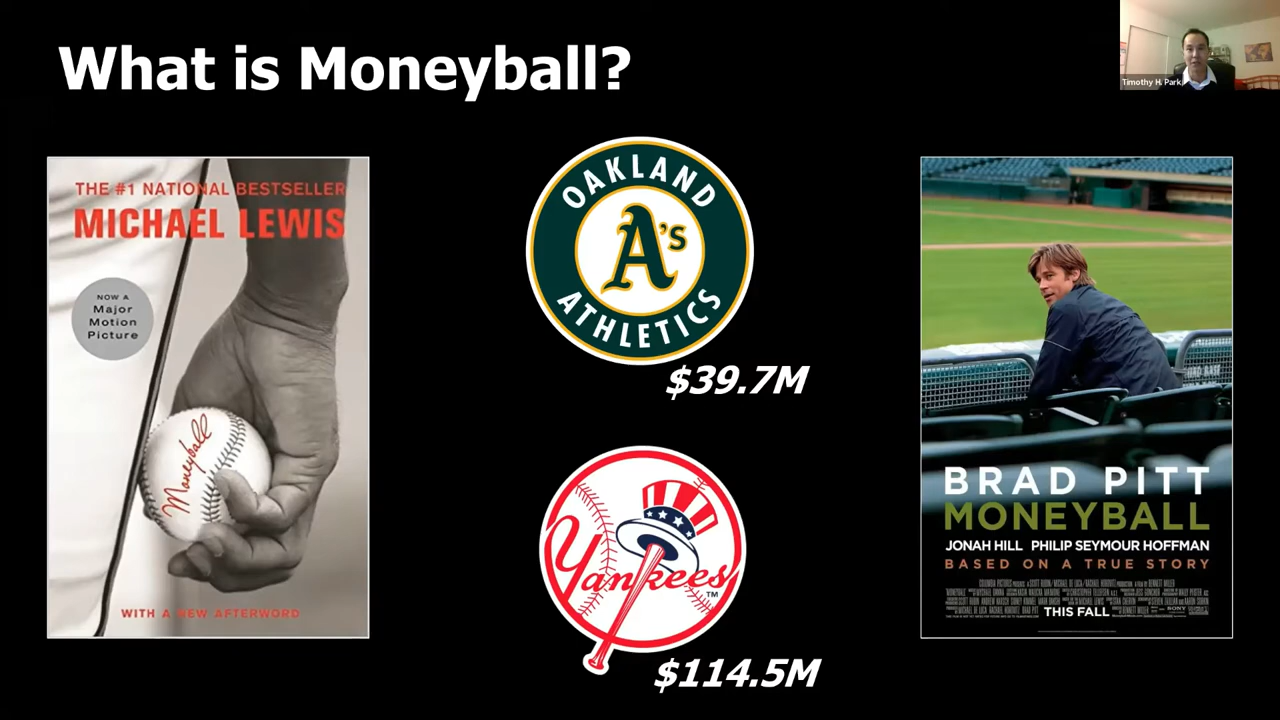 What is Moneyball?
Timothy H. Park
THE #1 NATIONAL BESTSELLER
MICHAEL LEWIS
NOW A
Major
Motion
Picture
Moneyball
WITH A NEW AFTERWORD
OAKLAND
A's
ATHLETICS
$39.7M
Yankees
TM
$114.5M
BRAD PITT
MONEYBALL
JONAH HILL PHILIP SEYMOUR HOFFMAN
BASED ON A TRUE STORY
THIS FALL
SONY